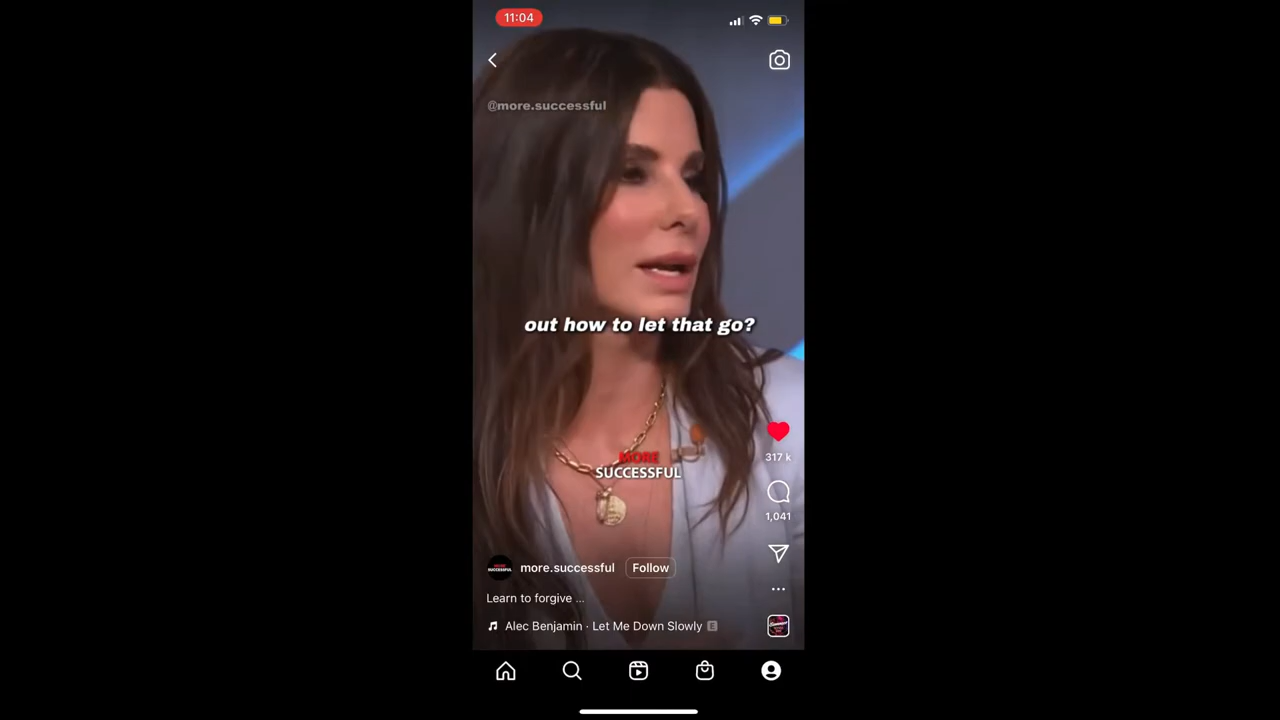 11:04
@more.successful
out how to let that go?
MORE
SUCCESSFUL
317 k
1,041
more.successful
Follow
Learn to forgive ...
Alec Benjamin · Let Me Down Slowly E